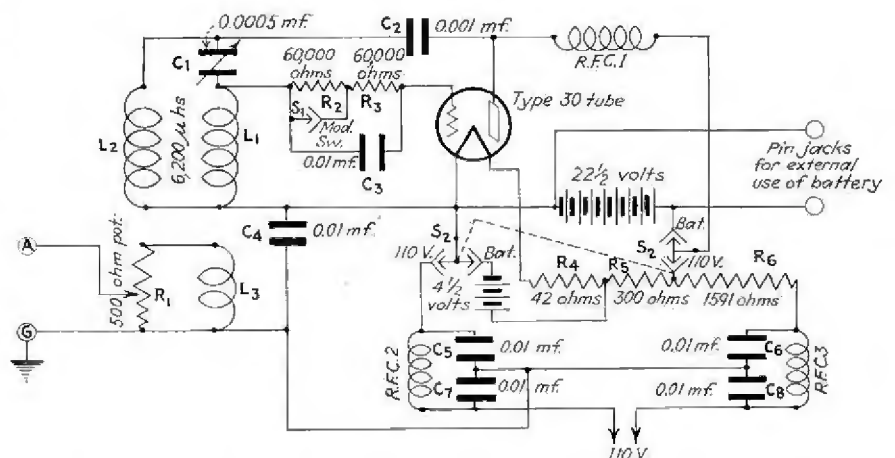 0.0005 mf.
C2
0.001 mf.
C1
60,000 ohms
60,000 ohms
R.F.C.1
R2
R3
S1
Mod. Sw.
Type 30 tube
L2
6,200 μhs
L1
0.01 mf.
C3
22 1/2 volts
Pin jacks
for external
use of battery
C4
0.01 mf.
S2
Bat.
110 V.
Bat.
S2
110 V.
A
500 ohm pot.
R1
L3
4 1/2
volts
R4
R5
R6
42 ohms
300 ohms
1591 ohms
G
R.F.C.2
C5
0.01 mf.
0.01 mf.
C6
R.F.C.3
C7
0.01 mf.
0.01 mf.
C8
110 V.